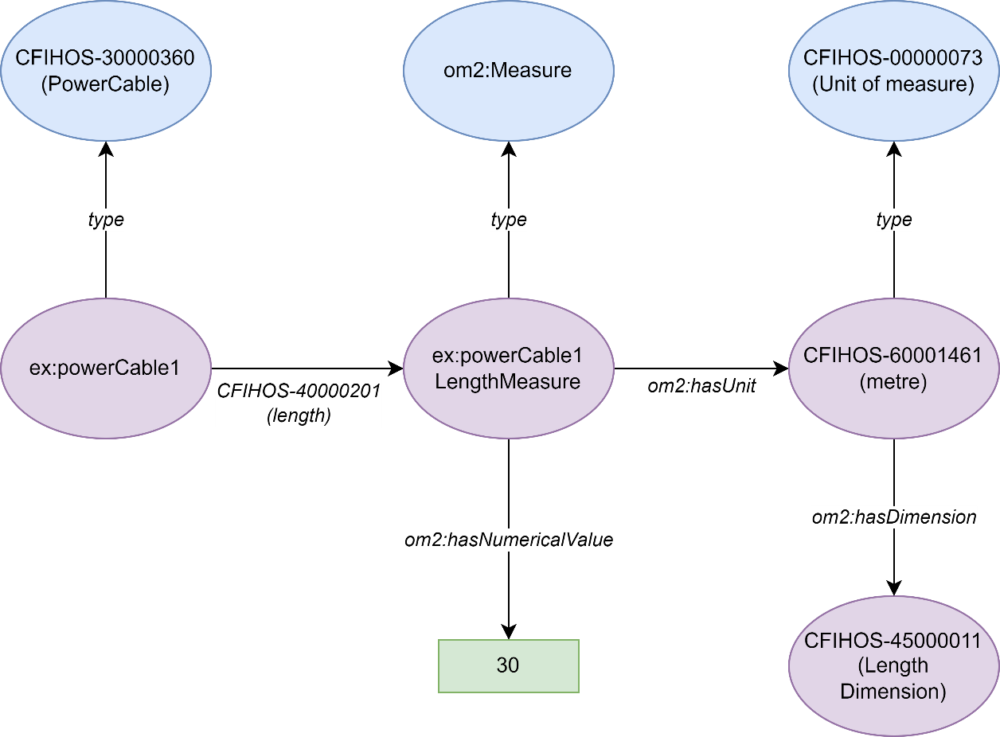 CFIHOS-30000360
(PowerCable)
om2:Measure
CFIHOS-00000073
(Unit of measure)
type
type
type
ex:powerCable1
CFIHOS-40000201
(length)
ex:powerCable1
LengthMeasure
om2:hasUnit
CFIHOS-60001461
(metre)
om2:hasNumericalValue
om2:hasDimension
30
CFIHOS-45000011
(Length
Dimension)